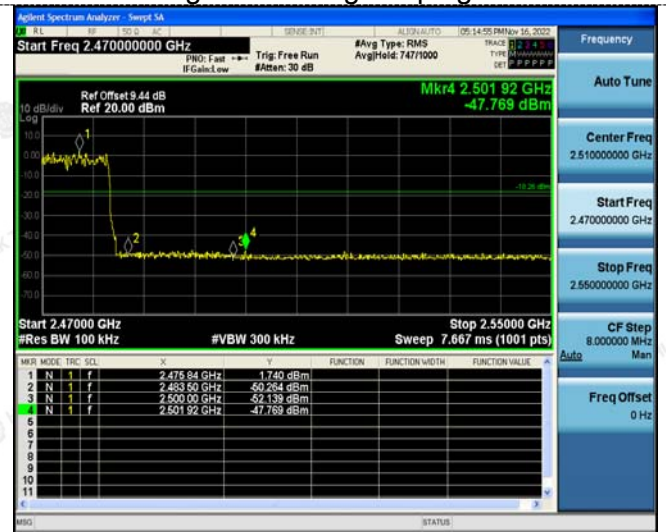 Agilent Spectrum Analyzer - Swept SA
RL RF 50 Ω AC SENSE:INT ALIGN AUTO 05:14:55 PM Nov 16, 2022
Start Freq 2.470000000 GHz
PNO: Fast
IFGain:Low
Trig: Free Run
#Atten: 30 dB
#Avg Type: RMS
Avg|Hold: 747/1000
TRACE 1 2 3 4 5 6
TYPE
DET P P P P P P
Frequency
Ref Offset 9.44 dB
Ref 20.00 dBm
10 dB/div
Log
Mkr4 2.501 92 GHz
-47.769 dBm
10.0
0.00
-10.0
-20.0
-30.0
-40.0
-50.0
-60.0
-70.0
1
2
3
4
Start 2.47000 GHz
#Res BW 100 kHz
#VBW 300 kHz
Stop 2.55000 GHz
Sweep 7.667 ms (1001 pts)
MKR MODE TRC SCL X Y FUNCTION FUNCTION WIDTH FUNCTION VALUE
1 N 1 f 2.475 84 GHz 1.740 dBm
2 N 1 f 2.483 50 GHz -50.264 dBm
3 N 1 f 2.500 00 GHz -52.139 dBm
4 N 1 f 2.501 92 GHz -47.769 dBm
5
6
7
8
9
10
11
MSG
STATUS
Auto Tune
Center Freq
2.510000000 GHz
Start Freq
2.470000000 GHz
Stop Freq
2.550000000 GHz
CF Step
8.000000 MHz
Auto Man
Freq Offset
0 Hz